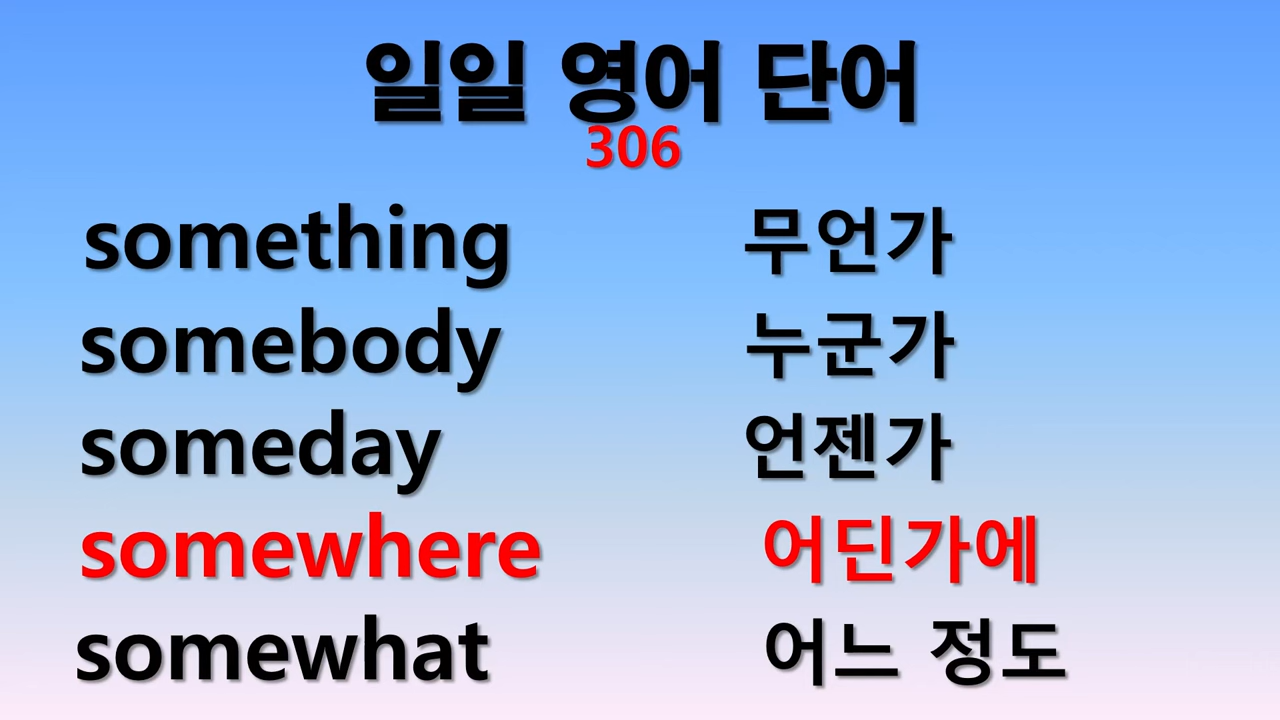 일일 영어 단어
306
something 무언가
somebody 누군가
someday 언젠가
somewhere 어딘가에
somewhat 어느 정도